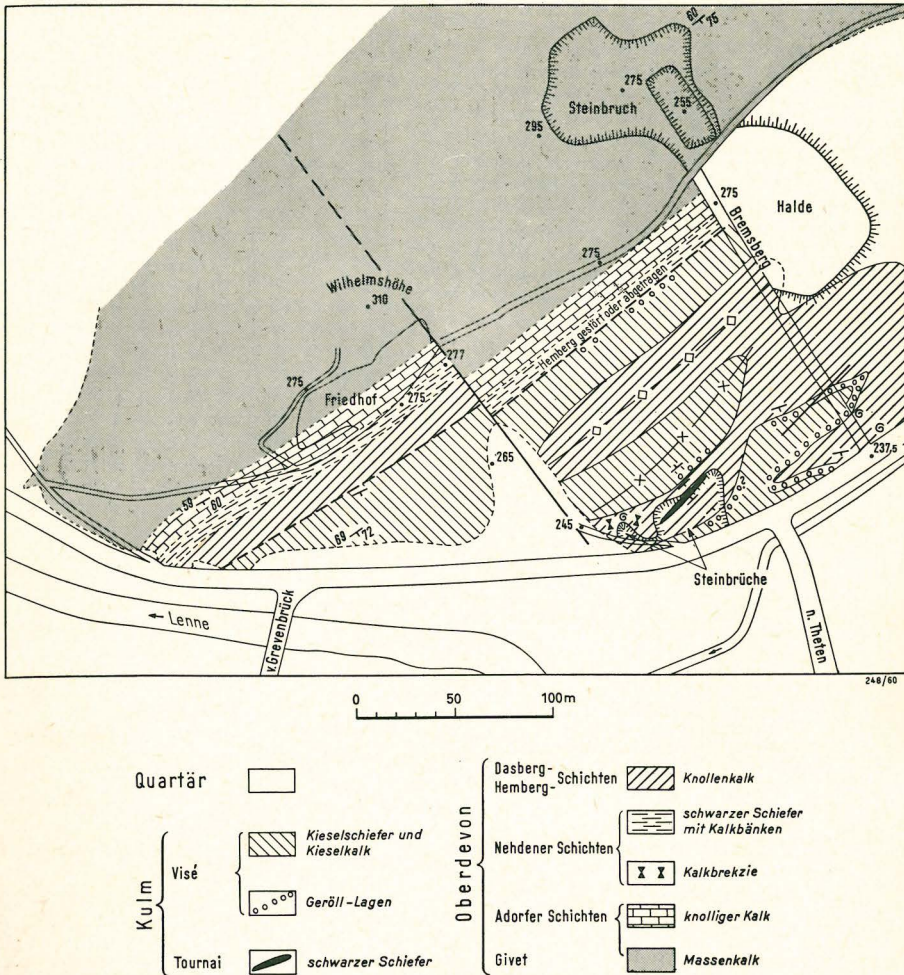 60
76
275
Steinbruch
255
295
275
Halde
Bremsberg
275
Wilhelmshöhe
310
Hemberg gestört oder abgetragen
277
275
Friedhof
275
G
G
237,5
265
59
60
2
69
72
245
G
Steinbrüche
Lenne
v. Grevenbrück
n. Theten
248/60
0 50 100m
Quartär
Kulm
Visé
Kieselschiefer und
Kieselkalk
Geröll-Lagen
Tournai
schwarzer Schiefer
Oberdevon
Dasberg-
Hemberg-
Schichten
Knollenkalk
Nehdener Schichten
schwarzer Schiefer
mit Kalkbänken
Kalkbrekzie
Adorfer Schichten
knolliger Kalk
Givet
Massenkalk